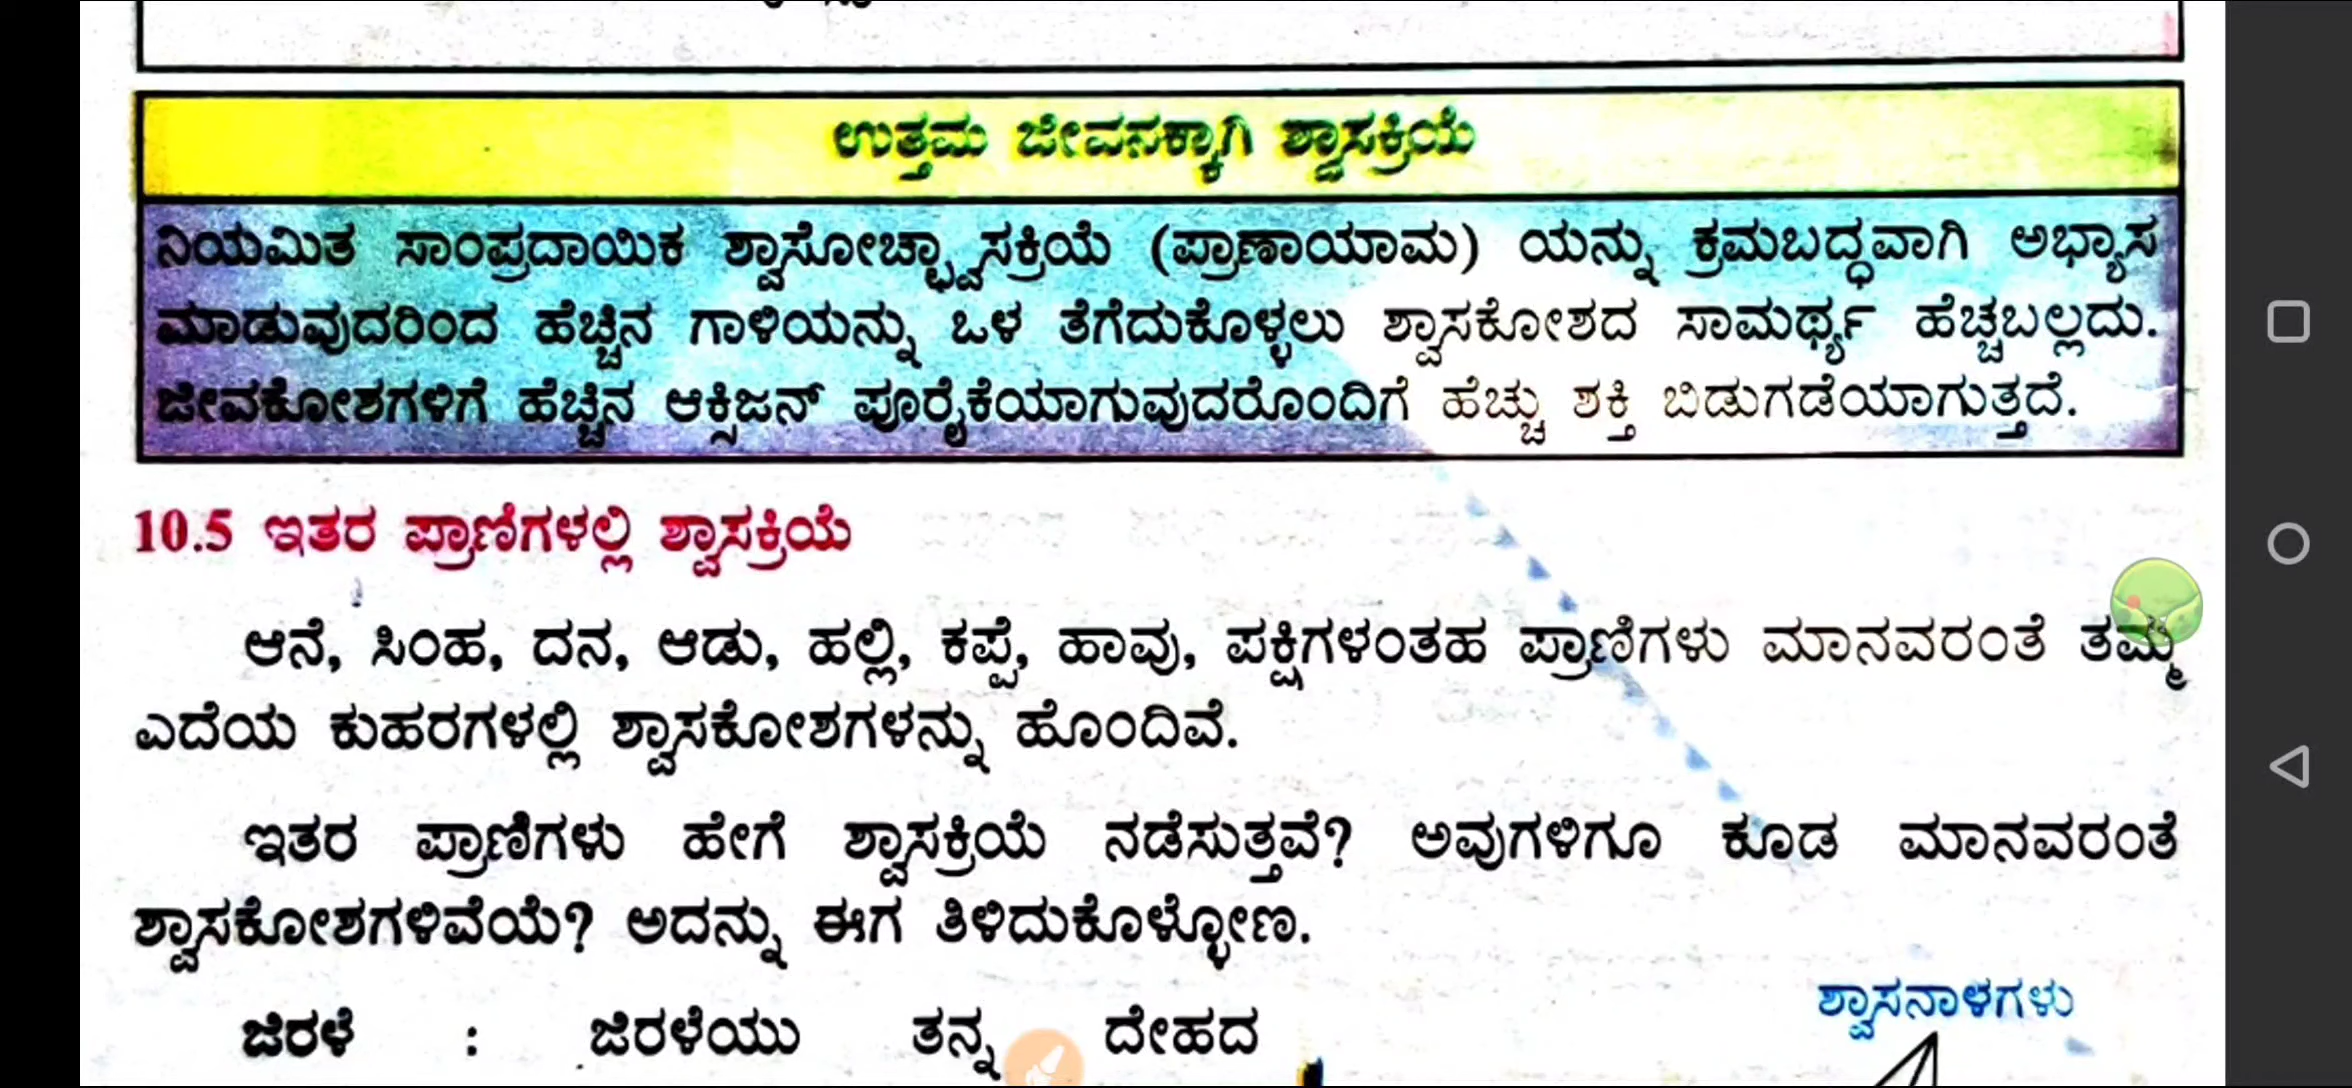 ಉತ್ತಮ ಜೀವನಕ್ಕಾಗಿ ಶ್ವಾಸಕ್ರಿಯೆ
ನಿಯಮಿತ ಸಾಂಪ್ರದಾಯಿಕ ಶ್ವಾಸೋಚ್ಛ್ವಾಸಕ್ರಿಯೆ (ಪ್ರಾಣಾಯಾಮ) ಯನ್ನು ಕ್ರಮಬದ್ಧವಾಗಿ ಅಭ್ಯಾಸ
ಮಾಡುವುದರಿಂದ ಹೆಚ್ಚಿನ ಗಾಳಿಯನ್ನು ಒಳ ತೆಗೆದುಕೊಳ್ಳಲು ಶ್ವಾಸಕೋಶದ ಸಾಮರ್ಥ್ಯ ಹೆಚ್ಚಬಲ್ಲದು.
ಜೀವಕೋಶಗಳಿಗೆ ಹೆಚ್ಚಿನ ಆಕ್ಸಿಜನ್ ಪೂರೈಕೆಯಾಗುವುದರೊಂದಿಗೆ ಹೆಚ್ಚು ಶಕ್ತಿ ಬಿಡುಗಡೆಯಾಗುತ್ತದೆ.
10.5 ಇತರ ಪ್ರಾಣಿಗಳಲ್ಲಿ ಶ್ವಾಸಕ್ರಿಯೆ
ಆನೆ, ಸಿಂಹ, ದನ, ಆಡು, ಹಲ್ಲಿ, ಕಪ್ಪೆ, ಹಾವು, ಪಕ್ಷಿಗಳಂತಹ ಪ್ರಾಣಿಗಳು ಮಾನವರಂತೆ ತಮ್ಮ
ಎದೆಯ ಕುಹರಗಳಲ್ಲಿ ಶ್ವಾಸಕೋಶಗಳನ್ನು ಹೊಂದಿವೆ.
ಇತರ ಪ್ರಾಣಿಗಳು ಹೇಗೆ ಶ್ವಾಸಕ್ರಿಯೆ ನಡೆಸುತ್ತವೆ? ಅವುಗಳಿಗೂ ಕೂಡ ಮಾನವರಂತೆ
ಶ್ವಾಸಕೋಶಗಳಿವೆಯೆ? ಅದನ್ನು ಈಗ ತಿಳಿದುಕೊಳ್ಳೋಣ.
ಶ್ವಾಸನಾಳಗಳು
ಜಿರಳೆ : ಜಿರಳೆಯು ತನ್ನ ದೇಹದ